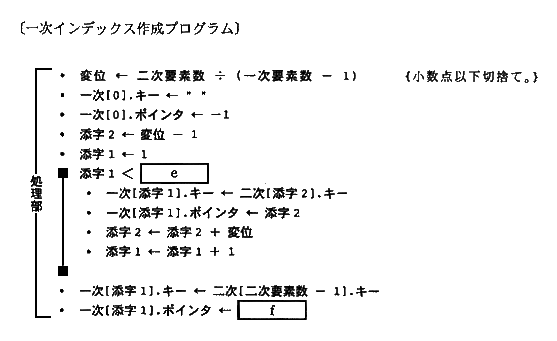 〔一次インデックス作成プログラム〕
・ 変位 ← 二次要素数 ÷ (一次要素数 － 1) {小数点以下切捨て。}
・ 一次[0].キー ← " "
・ 一次[0].ポインタ ← －1
・ 添字2 ← 変位 － 1
・ 添字1 ← 1
■ 添字1 < e
・ 一次[添字1].キー ← 二次[添字2].キー
・ 一次[添字1].ポインタ ← 添字2
・ 添字2 ← 添字2 ＋ 変位
・ 添字1 ← 添字1 ＋ 1
■
・ 一次[添字1].キー ← 二次[二次要素数 － 1].キー
・ 一次[添字1].ポインタ ← f
処理部